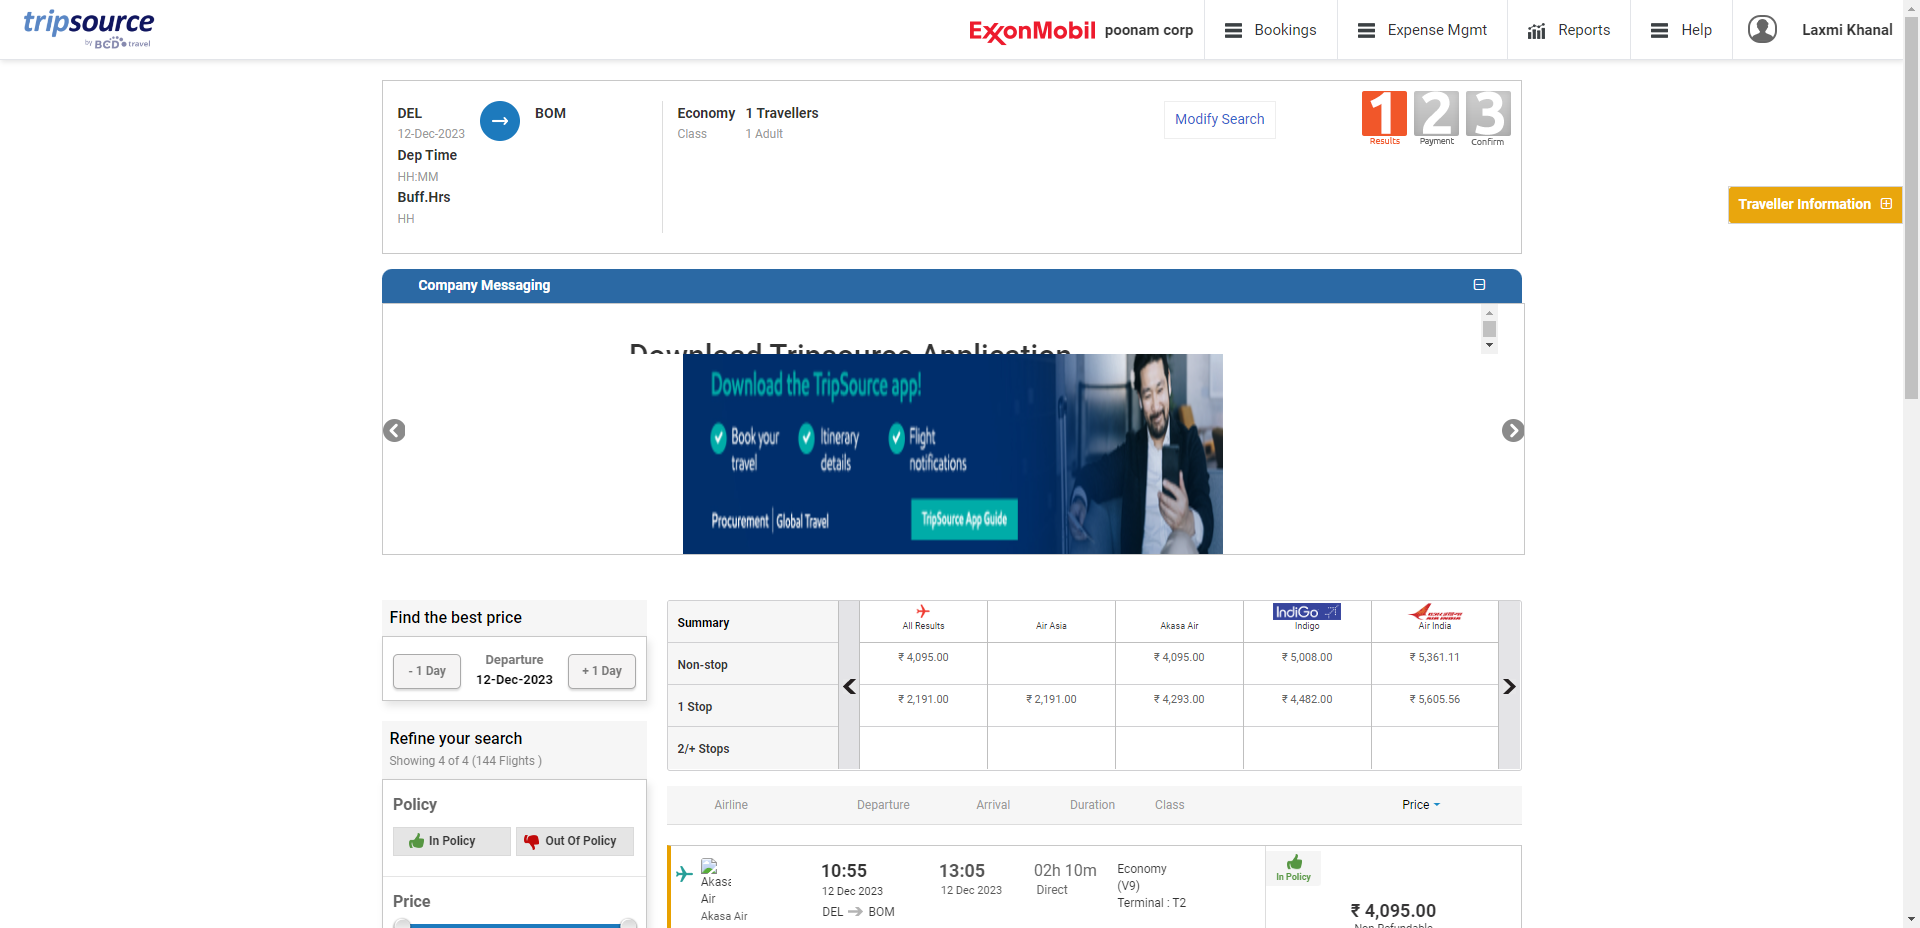 tripsource
by BCD travel
ExxonMobil poonam corp
Bookings
Expense Mgmt
Reports
Help
Laxmi Khanal
DEL
BOM
12-Dec-2023
Dep Time
HH:MM
Buff.Hrs
HH
Economy 1 Travellers
Class 1 Adult
Modify Search
1 2 3
Results Payment Confirm
Traveller Information
Company Messaging
Download Tripsource Application
Download the TripSource app!
Book your travel
Itinerary details
Flight notifications
Procurement | Global Travel
TripSource App Guide
Find the best price
- 1 Day
Departure
12-Dec-2023
+ 1 Day
Refine your search
Showing 4 of 4 (144 Flights )
Policy
In Policy
Out Of Policy
Price
Summary
All Results
Air Asia
Akasa Air
IndiGo
Indigo
AIR INDIA
Air India
Non-stop ₹ 4,095.00 ₹ 4,095.00 ₹ 5,008.00 ₹ 5,361.11
1 Stop ₹ 2,191.00 ₹ 2,191.00 ₹ 4,293.00 ₹ 4,482.00 ₹ 5,605.56
2/+ Stops
Airline Departure Arrival Duration Class Price
Akasa
Air
Akasa Air
10:55
12 Dec 2023
DEL BOM
13:05
12 Dec 2023
02h 10m
Direct
Economy
(V9)
Terminal : T2
In Policy
₹ 4,095.00
Non Refundable